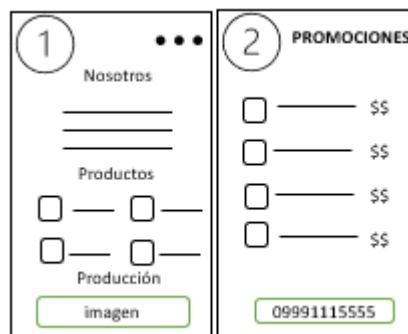 1
Nosotros
Productos
Producción
imagen
2 PROMOCIONES
$$
$$
$$
$$
09991115555